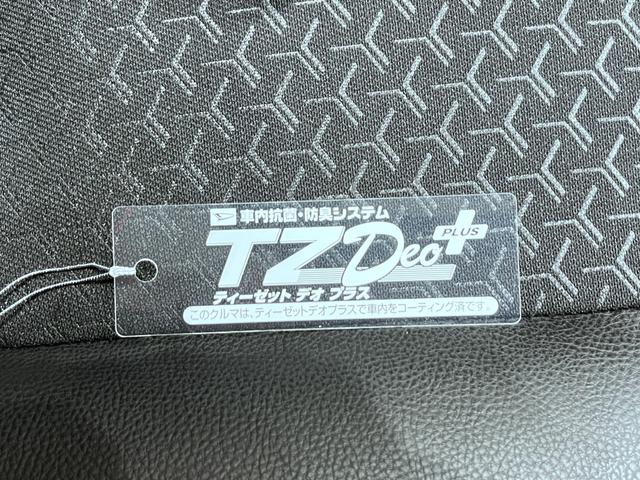 車内抗菌・防臭システム
TZ Deo PLUS
ティーゼット デオ プラス
このクルマは、ティーゼットデオプラスで車内をコーティング済です。